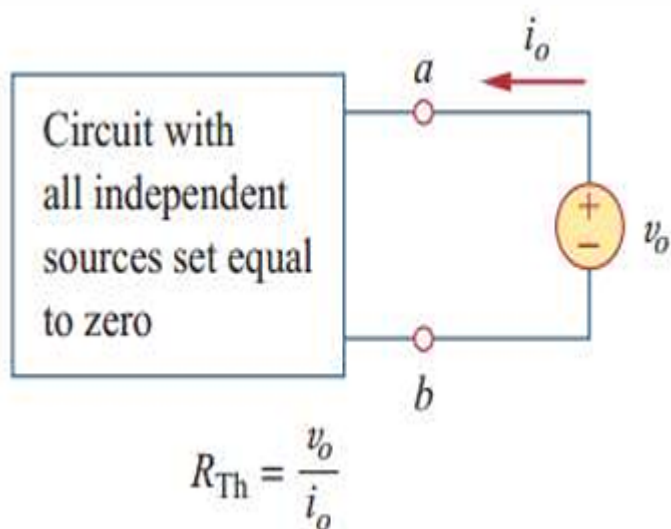 i_o
a
Circuit with
all independent
sources set equal
to zero
+
−
v_o
b
R_Th = v_o / i_o